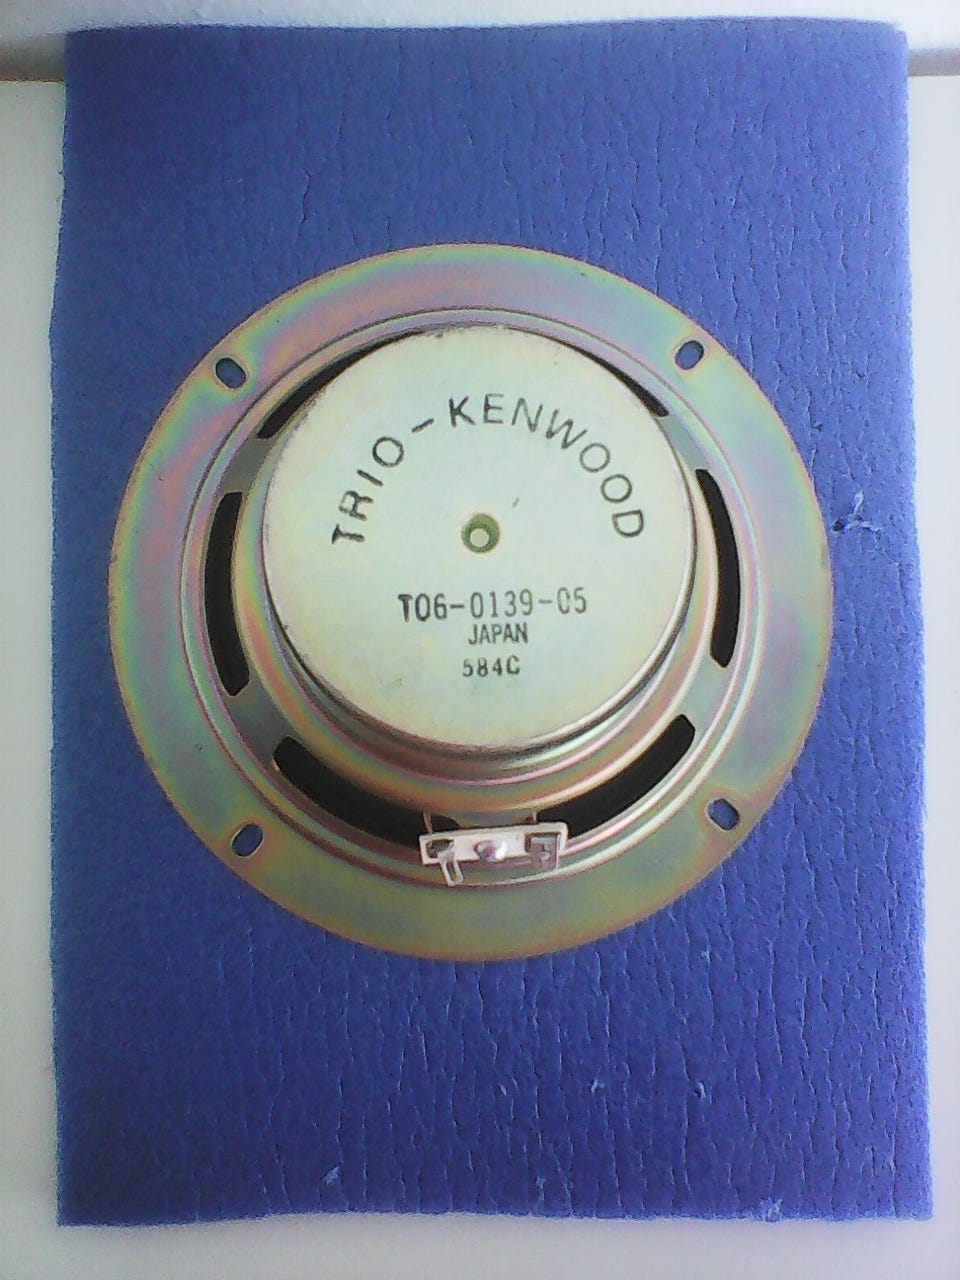 TRIO-KENWOOD
T06-0139-05
JAPAN
584C